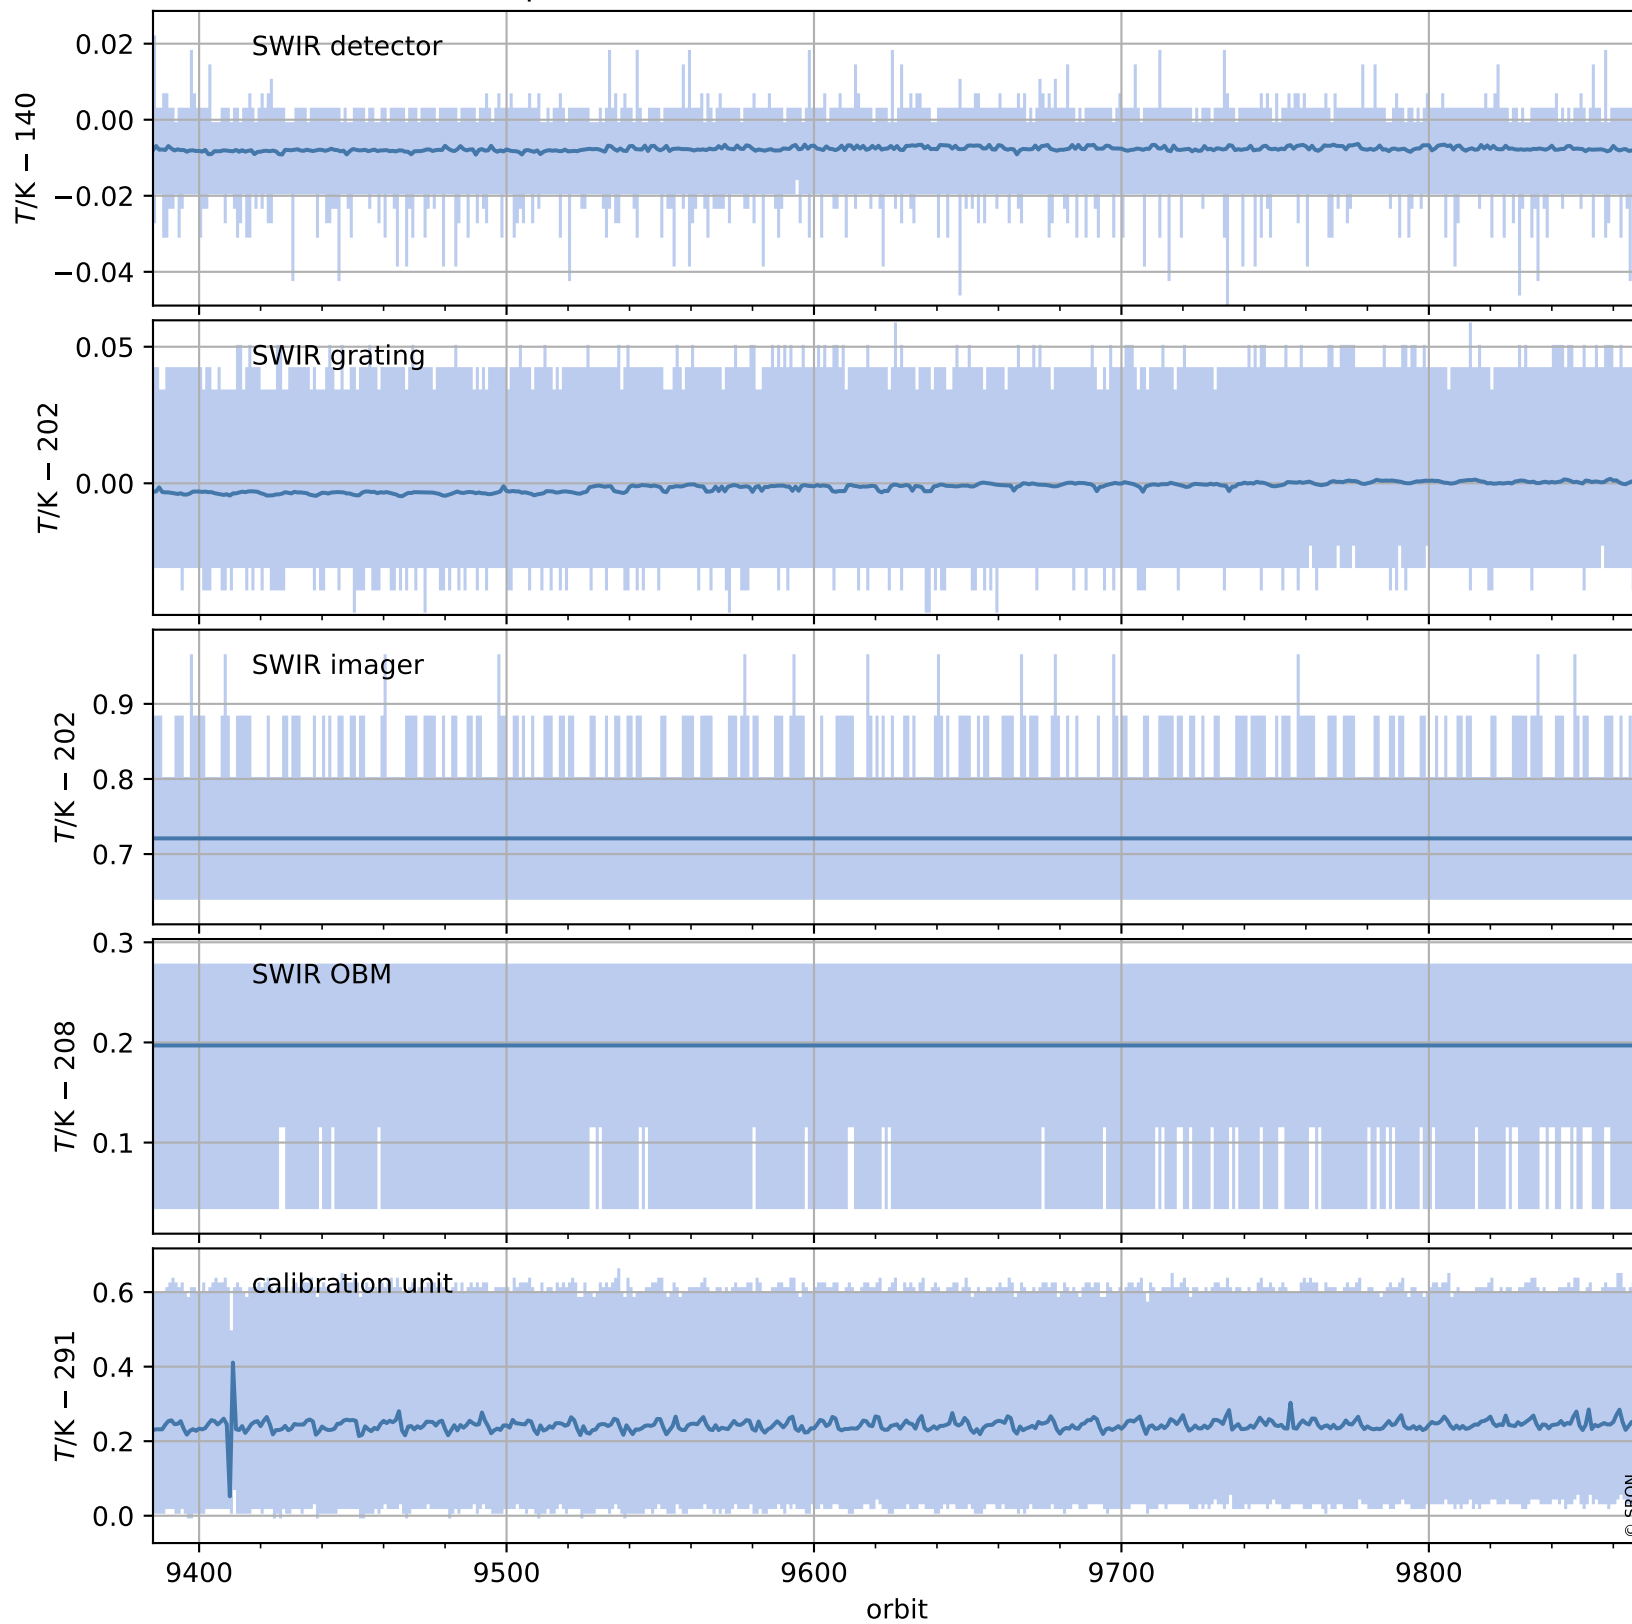 0.02
0.00
−0.02
−0.04
T/K − 140
SWIR detector
0.05
0.00
T/K − 202
SWIR grating
0.9
0.8
0.7
T/K − 202
SWIR imager
0.3
0.2
0.1
T/K − 208
SWIR OBM
0.6
0.4
0.2
0.0
T/K − 291
calibration unit
© SRON
9400 9500 9600 9700 9800
orbit